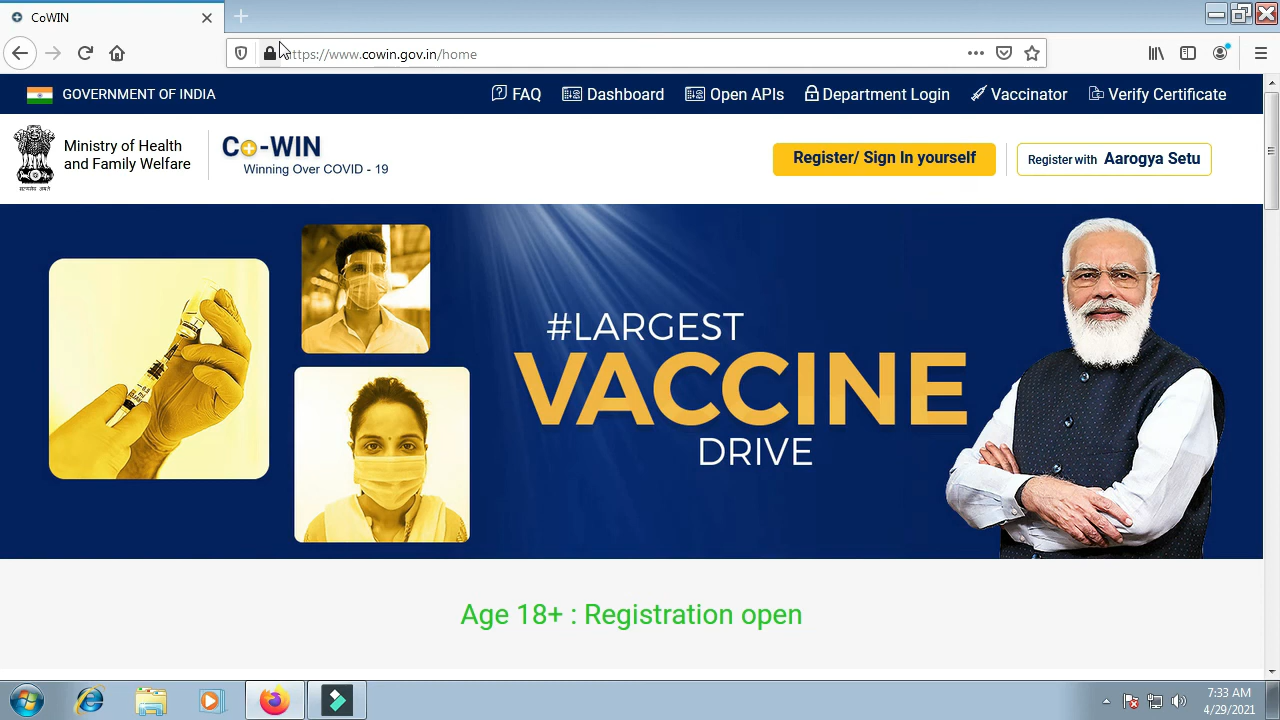 CoWIN
https://www.cowin.gov.in/home
GOVERNMENT OF INDIA
FAQ
Dashboard
Open APIs
Department Login
Vaccinator
Verify Certificate
Ministry of Health
and Family Welfare
Co-WIN
Winning Over COVID - 19
Register/ Sign In yourself
Register with Aarogya Setu
#LARGEST
VACCINE
DRIVE
Age 18+ : Registration open
7:33 AM
4/29/2021